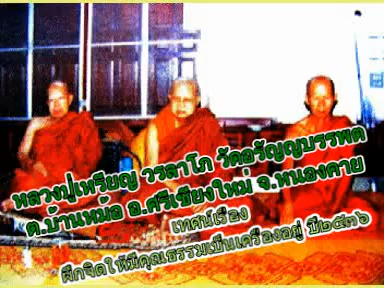 หลวงปู่เหรียญ วรลาโภ วัดอรัญญบรรพต
ต.บ้านหม้อ อ.ศรีเชียงใหม่ จ.หนองคาย
เทศน์เรื่อง
ฝึกจิตให้มีคุณธรรมเป็นเครื่องอยู่ ปี๒๕๓๖